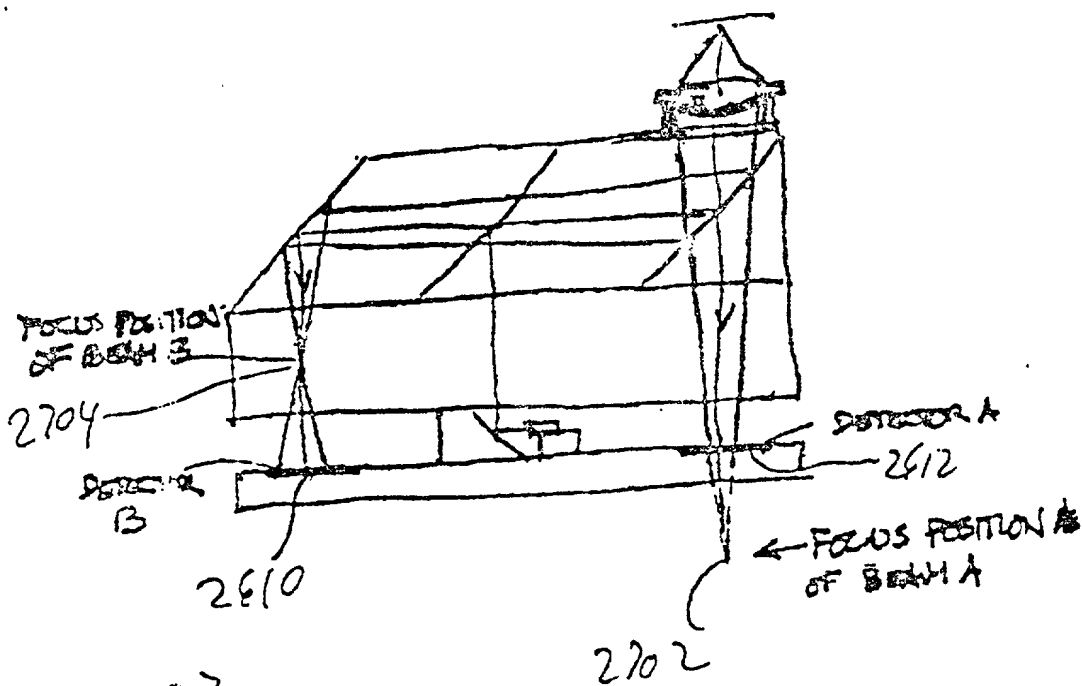 FOCUS POSITION
OF BEAM B
2704
DETECTOR
B
2610
DETECTOR A
2612
FOCUS POSITION A
OF BEAM A
2702